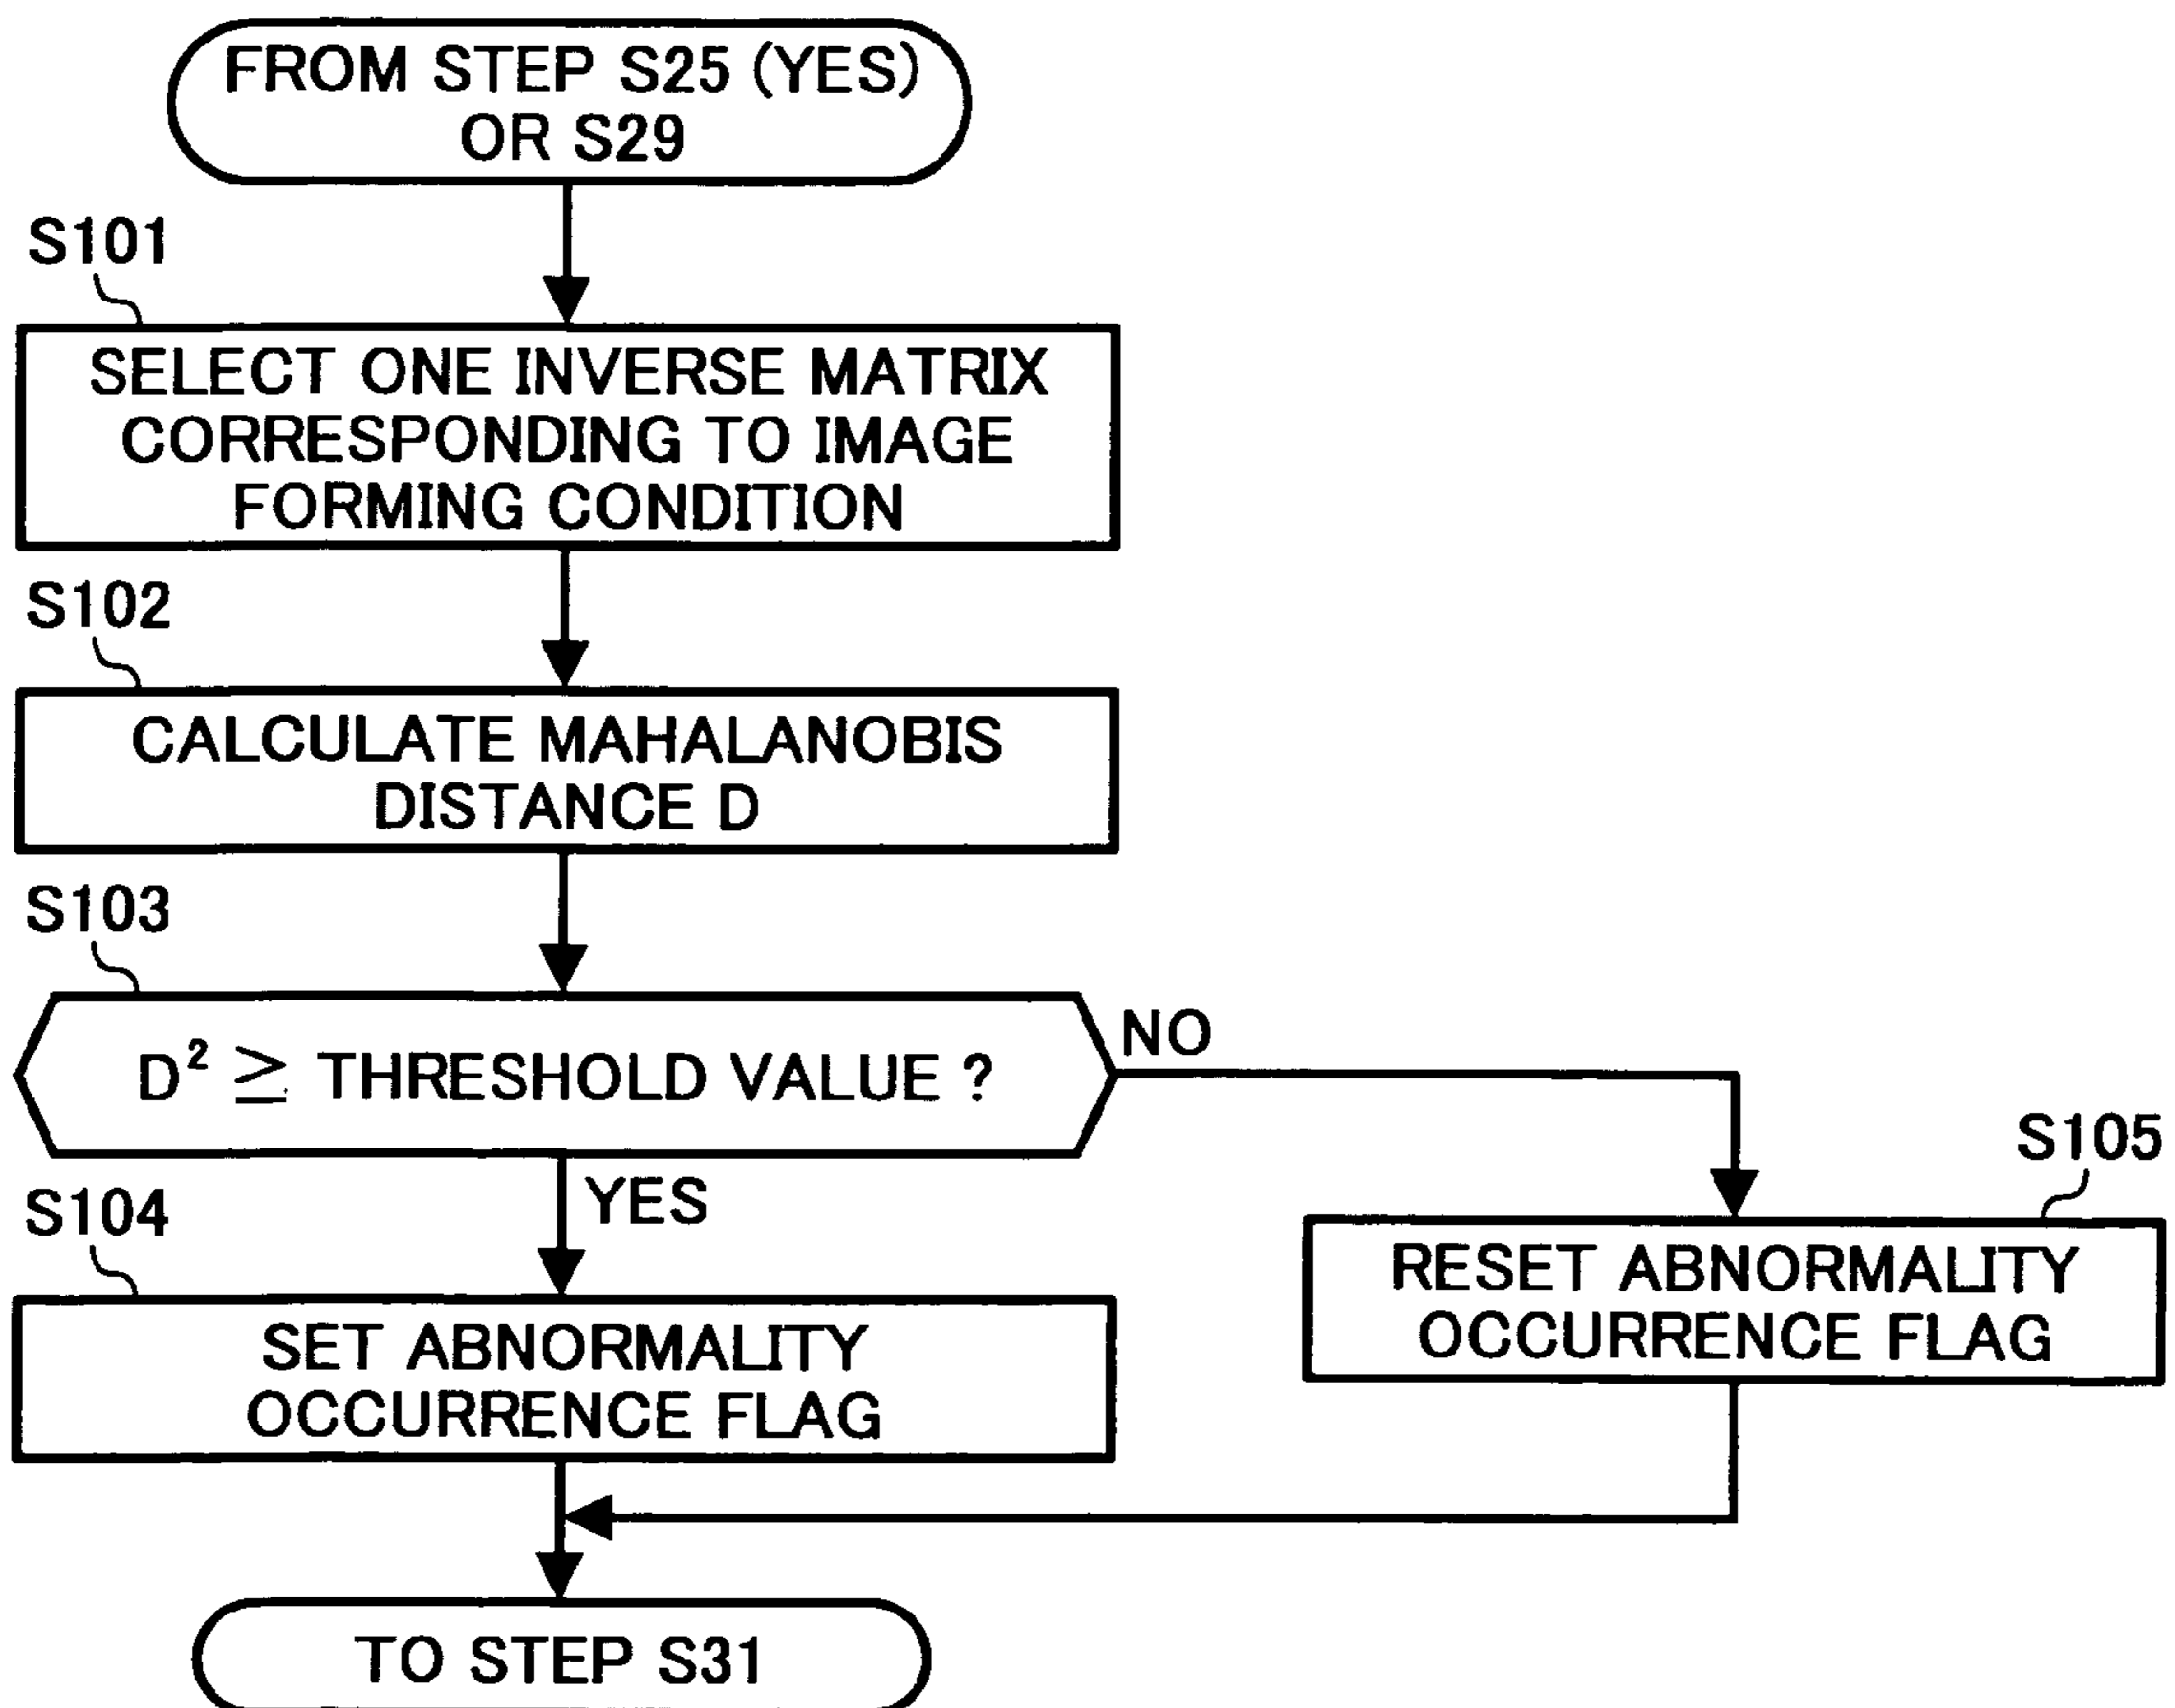 FROM STEP S25 (YES)
OR S29
S101
SELECT ONE INVERSE MATRIX
CORRESPONDING TO IMAGE
FORMING CONDITION
S102
CALCULATE MAHALANOBIS
DISTANCE D
S103
D² ≧ THRESHOLD VALUE ?
NO
YES
S104
SET ABNORMALITY
OCCURRENCE FLAG
S105
RESET ABNORMALITY
OCCURRENCE FLAG
TO STEP S31